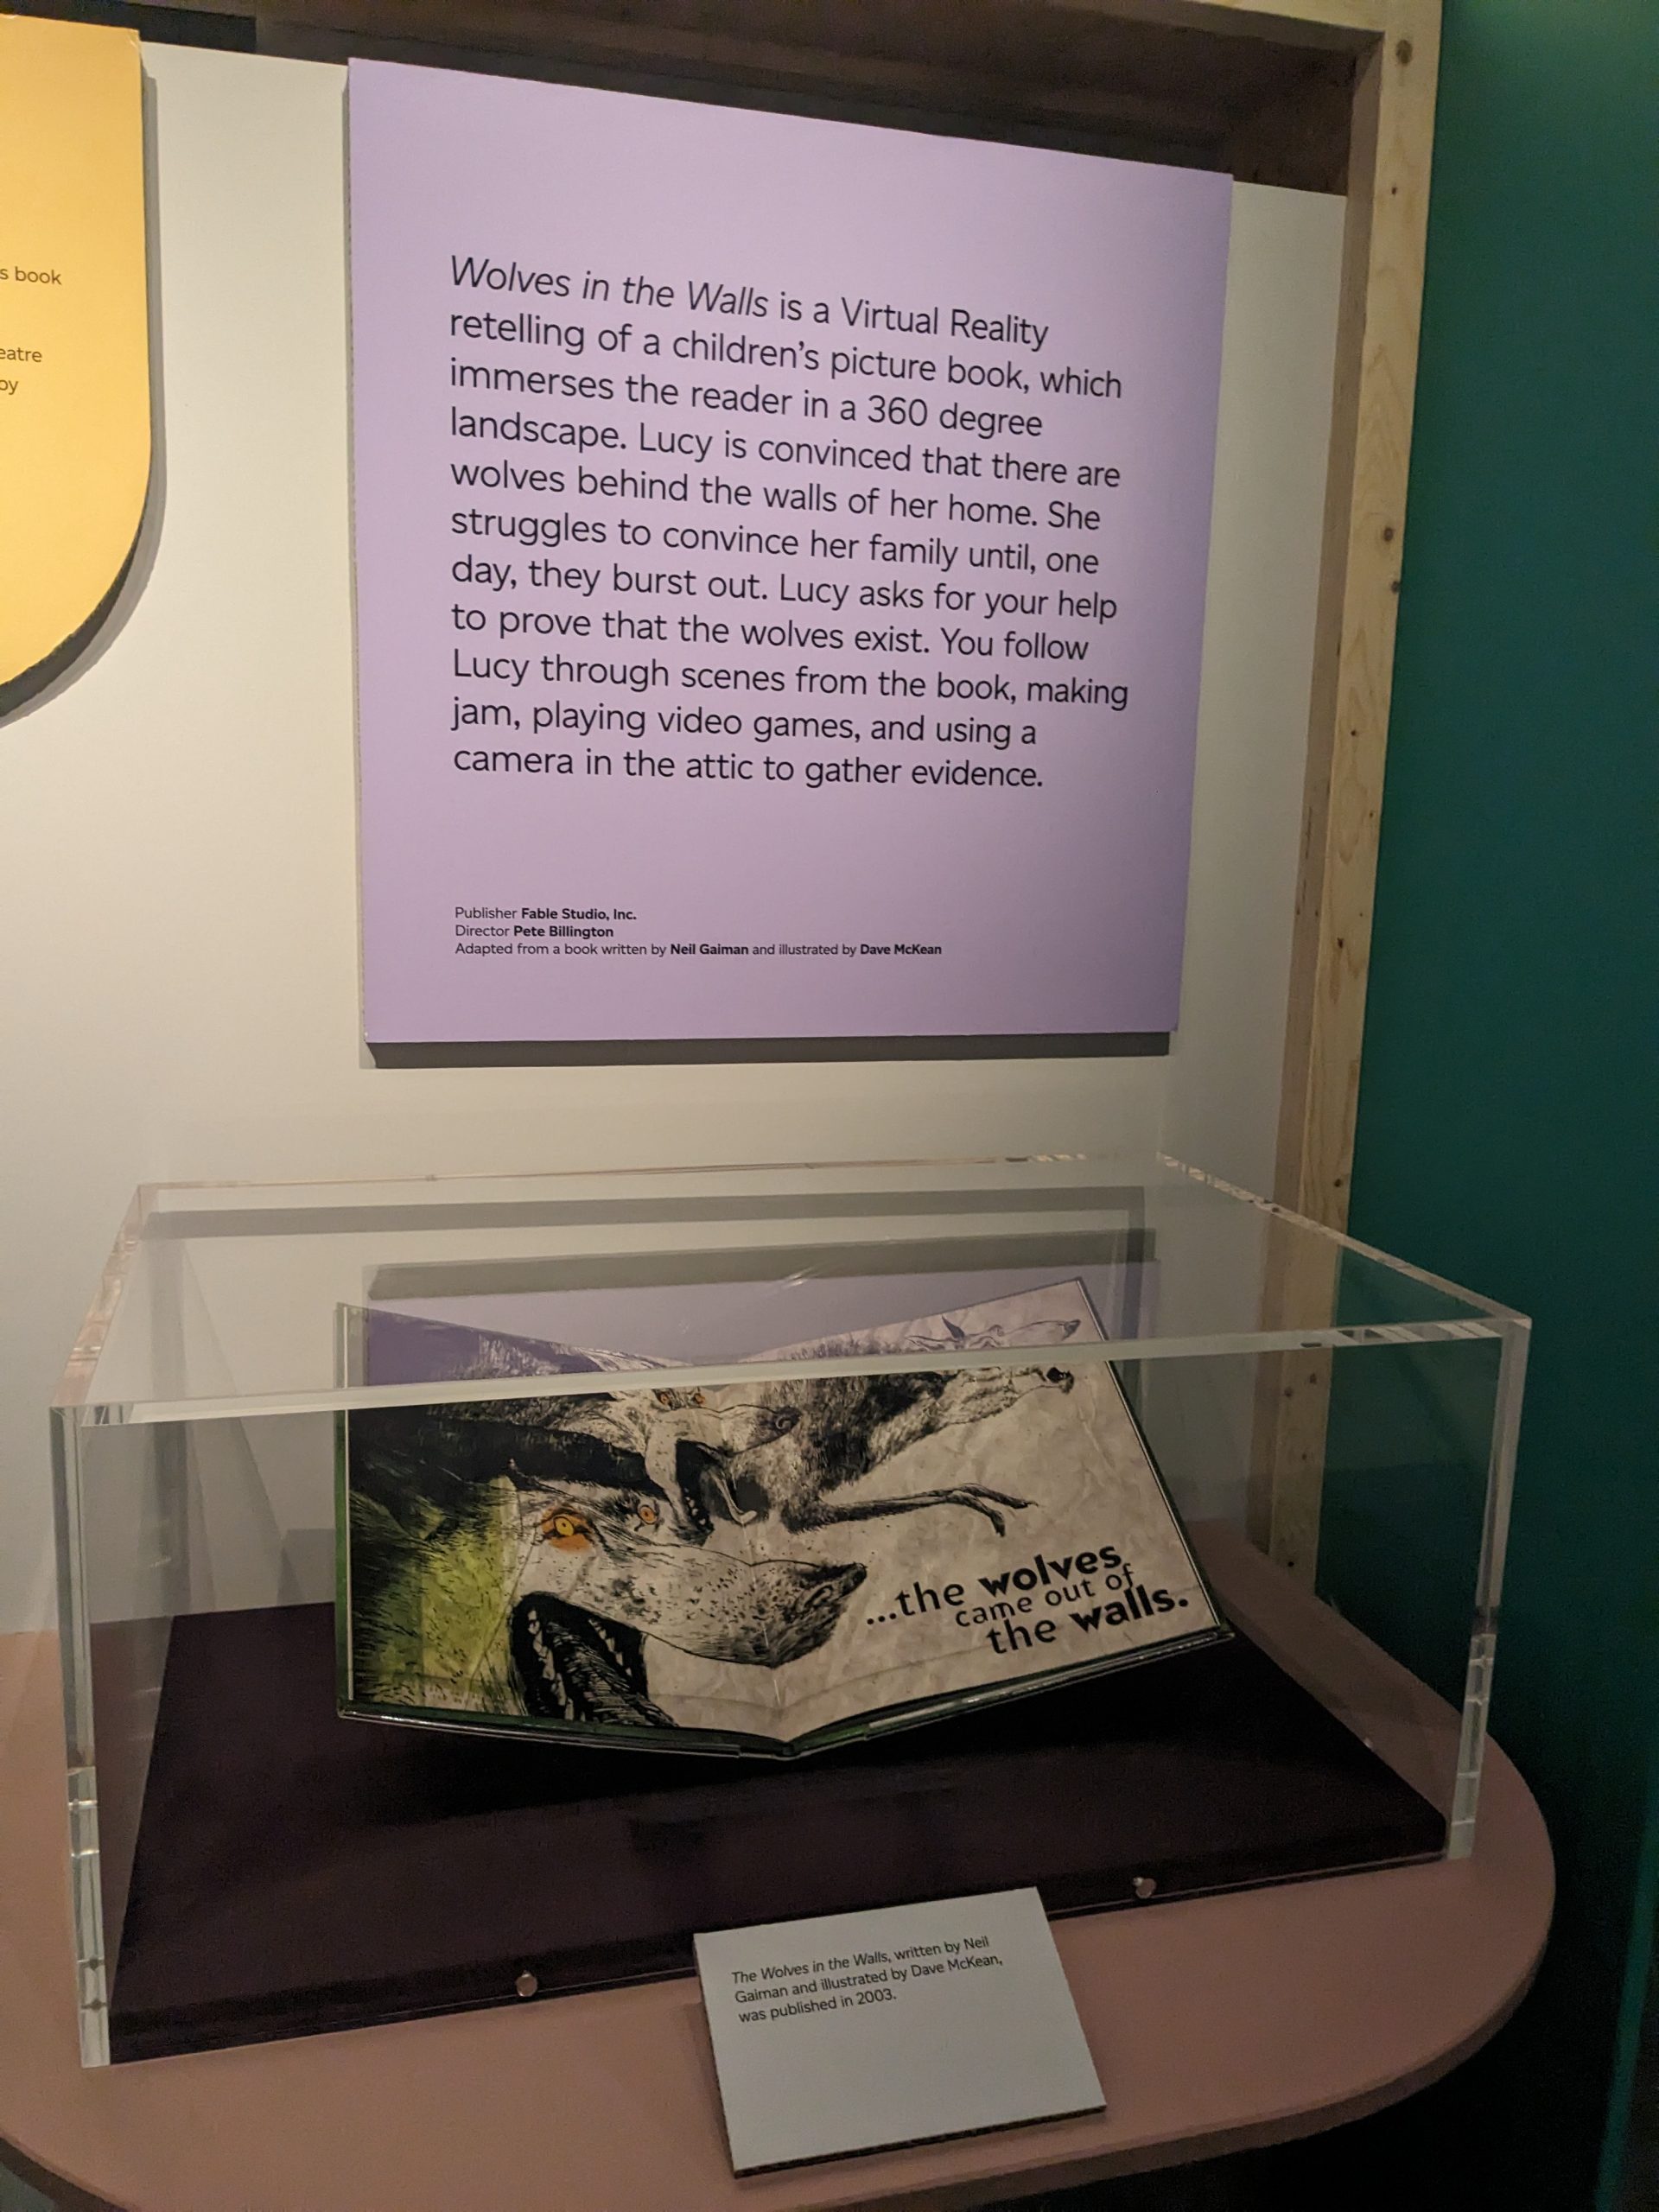 s book
eatre
by
Wolves in the Walls is a Virtual Reality
retelling of a children's picture book, which
immerses the reader in a 360 degree
landscape. Lucy is convinced that there are
wolves behind the walls of her home. She
struggles to convince her family until, one
day, they burst out. Lucy asks for your help
to prove that the wolves exist. You follow
Lucy through scenes from the book, making
jam, playing video games, and using a
camera in the attic to gather evidence.
Publisher Fable Studio, Inc.
Director Pete Billington
Adapted from a book written by Neil Gaiman and illustrated by Dave McKean
...the wolves
came out of
the walls.
The Wolves in the Walls, written by Neil
Gaiman and illustrated by Dave McKean,
was published in 2003.